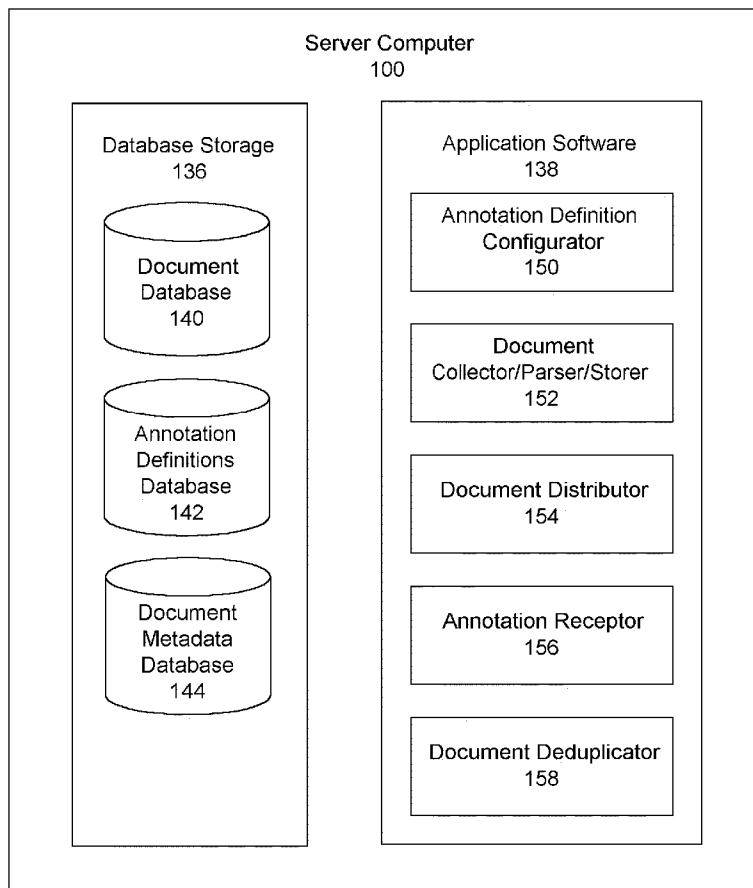 Server Computer
100
Database Storage
136
Document
Database
140
Annotation
Definitions
Database
142
Document
Metadata
Database
144
Application Software
138
Annotation Definition
Configurator
150
Document
Collector/Parser/Storer
152
Document Distributor
154
Annotation Receptor
156
Document Deduplicator
158